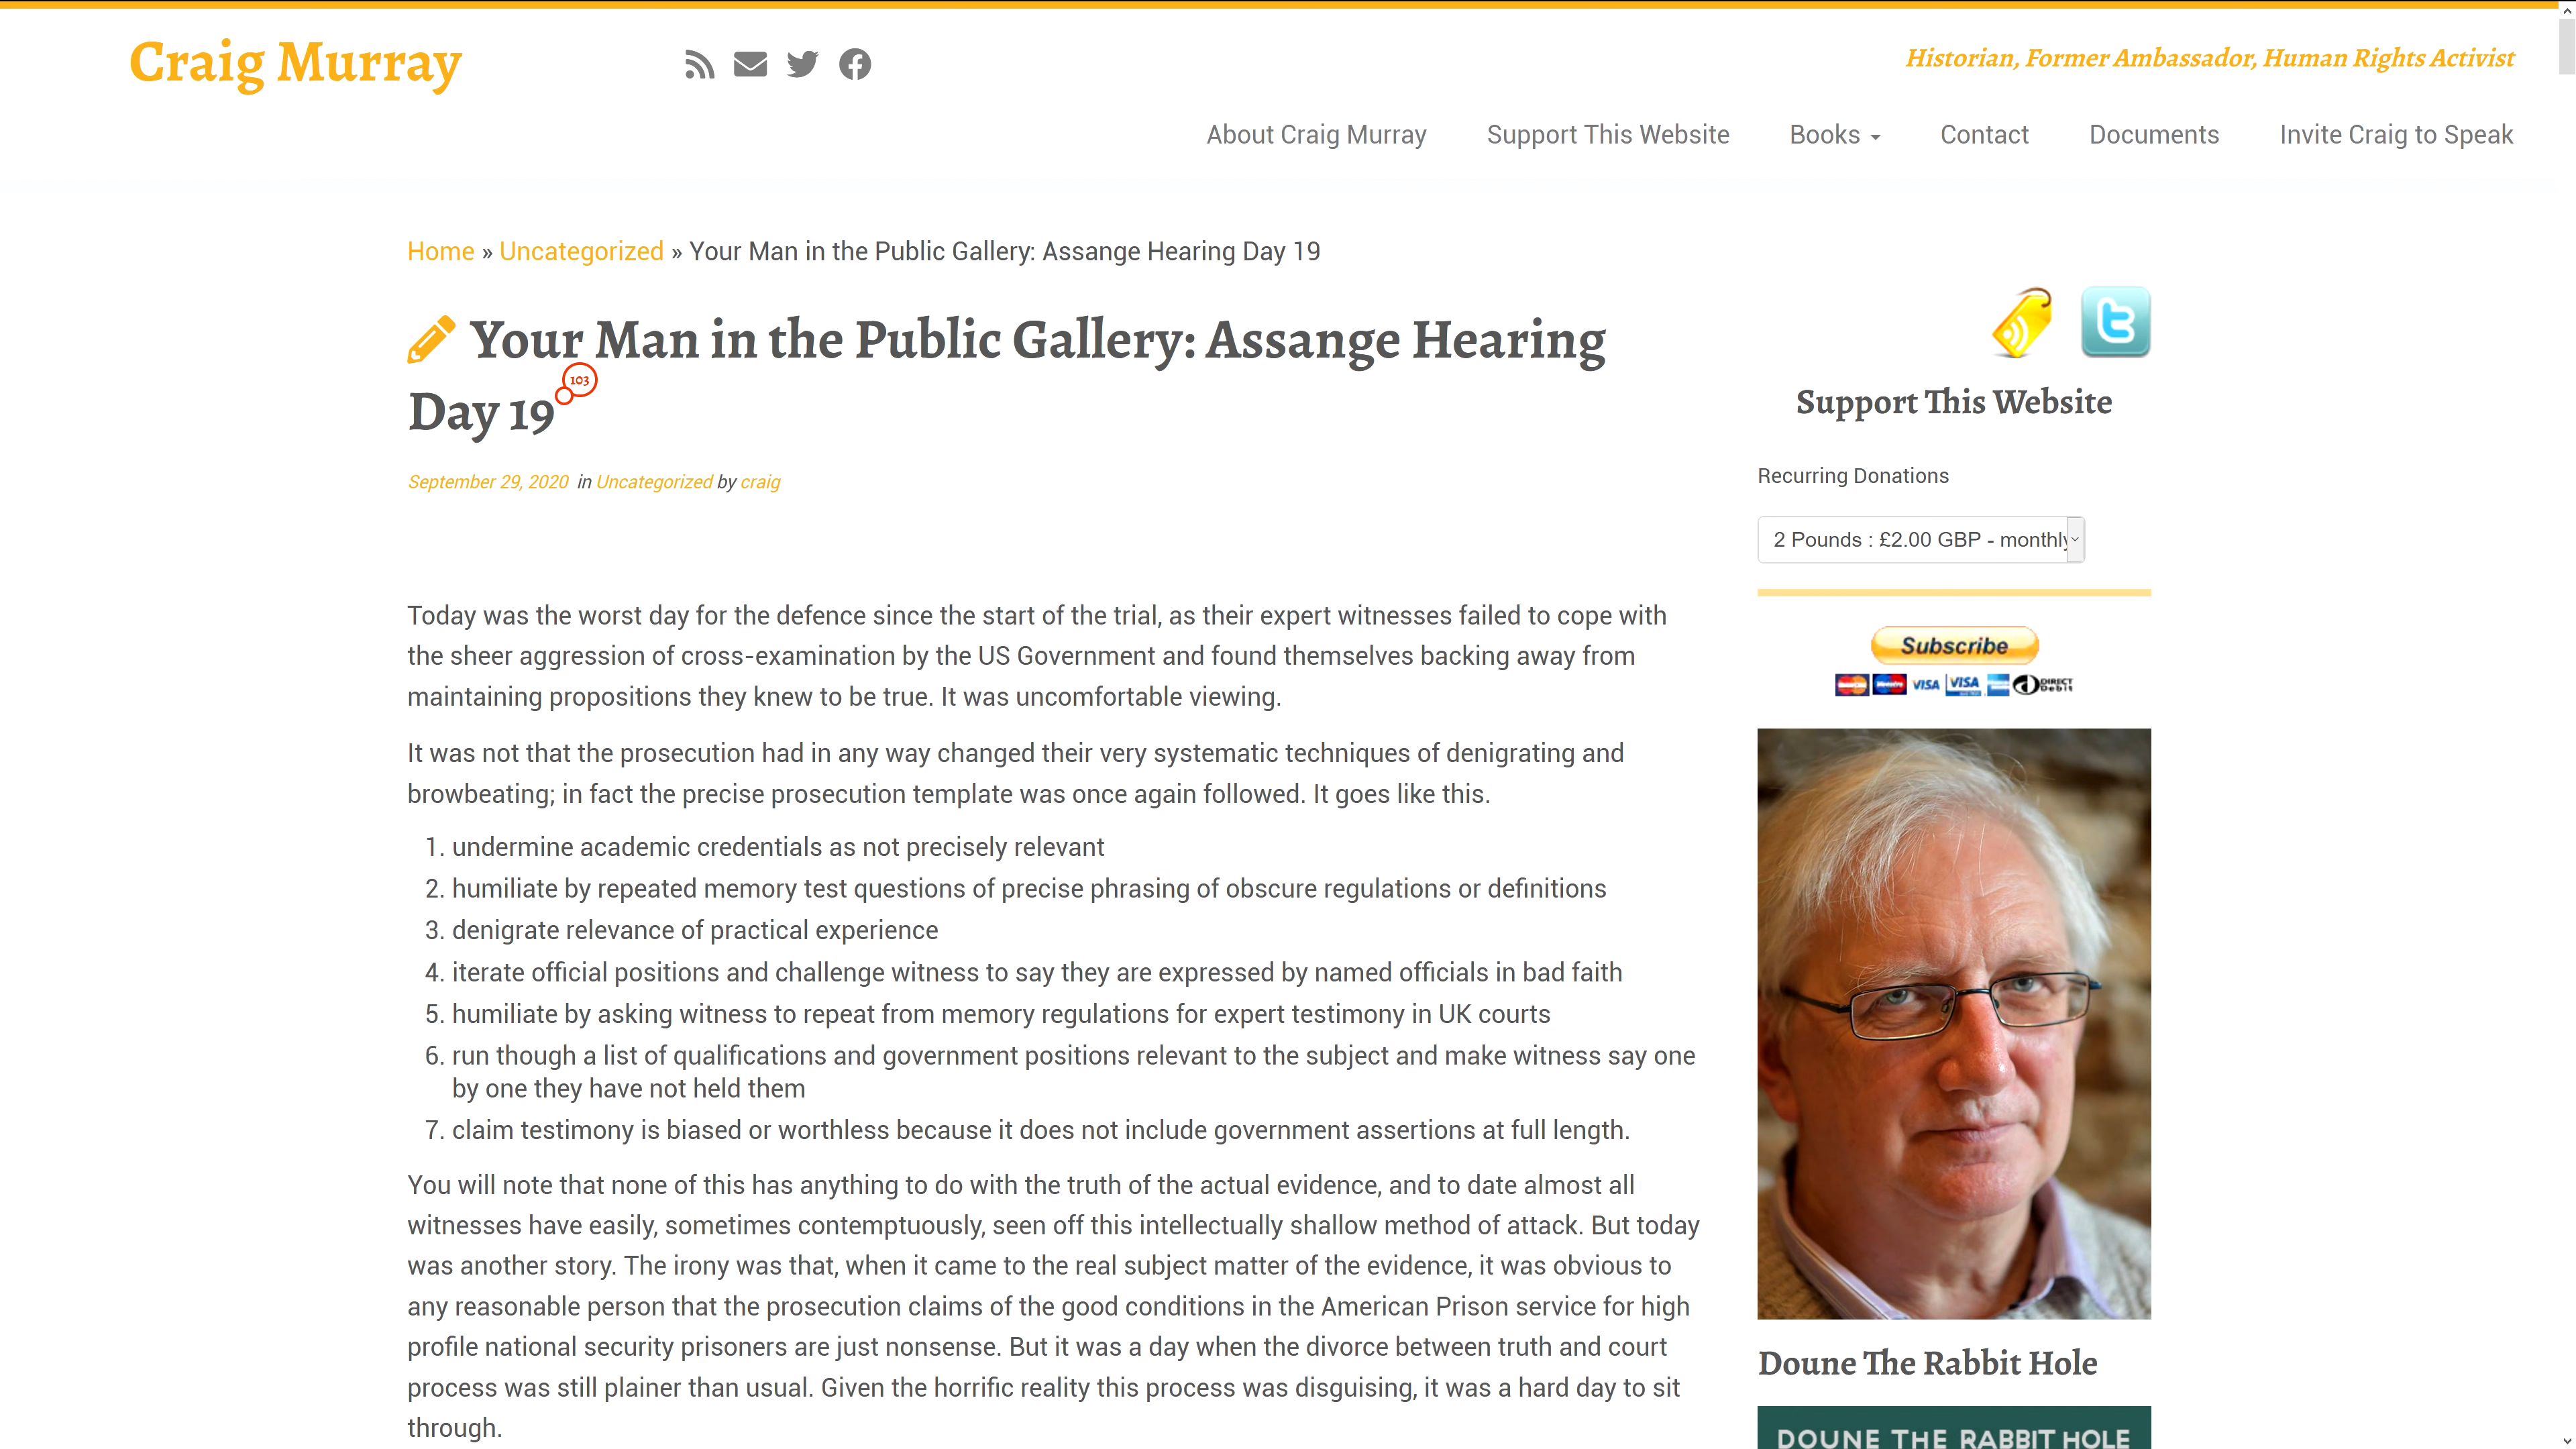 Craig Murray
Historian, Former Ambassador, Human Rights Activist
About Craig Murray
Support This Website
Books
Contact
Documents
Invite Craig to Speak
Home » Uncategorized » Your Man in the Public Gallery: Assange Hearing Day 19
Your Man in the Public Gallery: Assange Hearing
Day 19
103
September 29, 2020 in Uncategorized by craig
Today was the worst day for the defence since the start of the trial, as their expert witnesses failed to cope with
the sheer aggression of cross-examination by the US Government and found themselves backing away from
maintaining propositions they knew to be true. It was uncomfortable viewing.
It was not that the prosecution had in any way changed their very systematic techniques of denigrating and
browbeating; in fact the precise prosecution template was once again followed. It goes like this.
1. undermine academic credentials as not precisely relevant
2. humiliate by repeated memory test questions of precise phrasing of obscure regulations or definitions
3. denigrate relevance of practical experience
4. iterate official positions and challenge witness to say they are expressed by named officials in bad faith
5. humiliate by asking witness to repeat from memory regulations for expert testimony in UK courts
6. run though a list of qualifications and government positions relevant to the subject and make witness say one
by one they have not held them
7. claim testimony is biased or worthless because it does not include government assertions at full length.
You will note that none of this has anything to do with the truth of the actual evidence, and to date almost all
witnesses have easily, sometimes contemptuously, seen off this intellectually shallow method of attack. But today
was another story. The irony was that, when it came to the real subject matter of the evidence, it was obvious to
any reasonable person that the prosecution claims of the good conditions in the American Prison service for high
profile national security prisoners are just nonsense. But it was a day when the divorce between truth and court
process was still plainer than usual. Given the horrific reality this process was disguising, it was a hard day to sit
through.
Support This Website
Recurring Donations
2 Pounds : £2.00 GBP - monthly
Subscribe
VISA
VISA
DIRECT
Debit
Doune The Rabbit Hole
DOUNE THE RABBIT HOLE